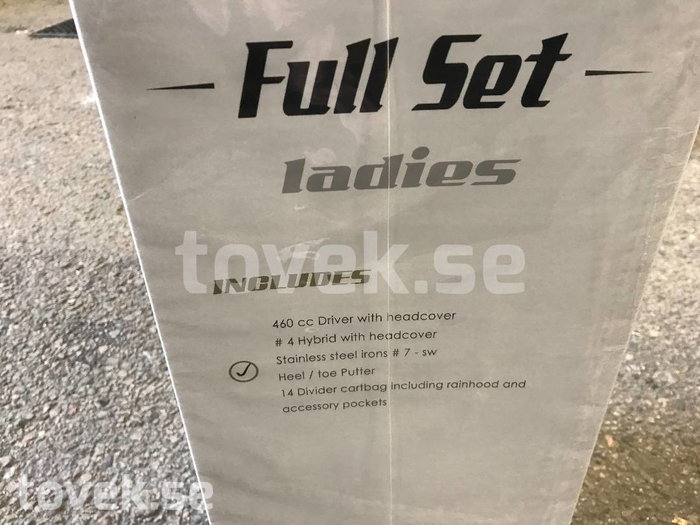 Full Set
ladies
tovek.se
INCLUDES
460 cc Driver with headcover
# 4 Hybrid with headcover
Stainless steel irons # 7 - sw
Heel / toe Putter
14 Divider cartbag including rainhood and
accessory pockets
tovek.se